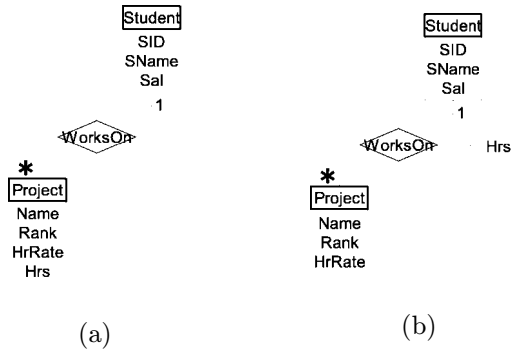 Student
SID
SName
Sal
1
WorksOn
*
Project
Name
Rank
HrRate
Hrs
(a)
Student
SID
SName
Sal
1
WorksOn
Hrs
*
Project
Name
Rank
HrRate
(b)